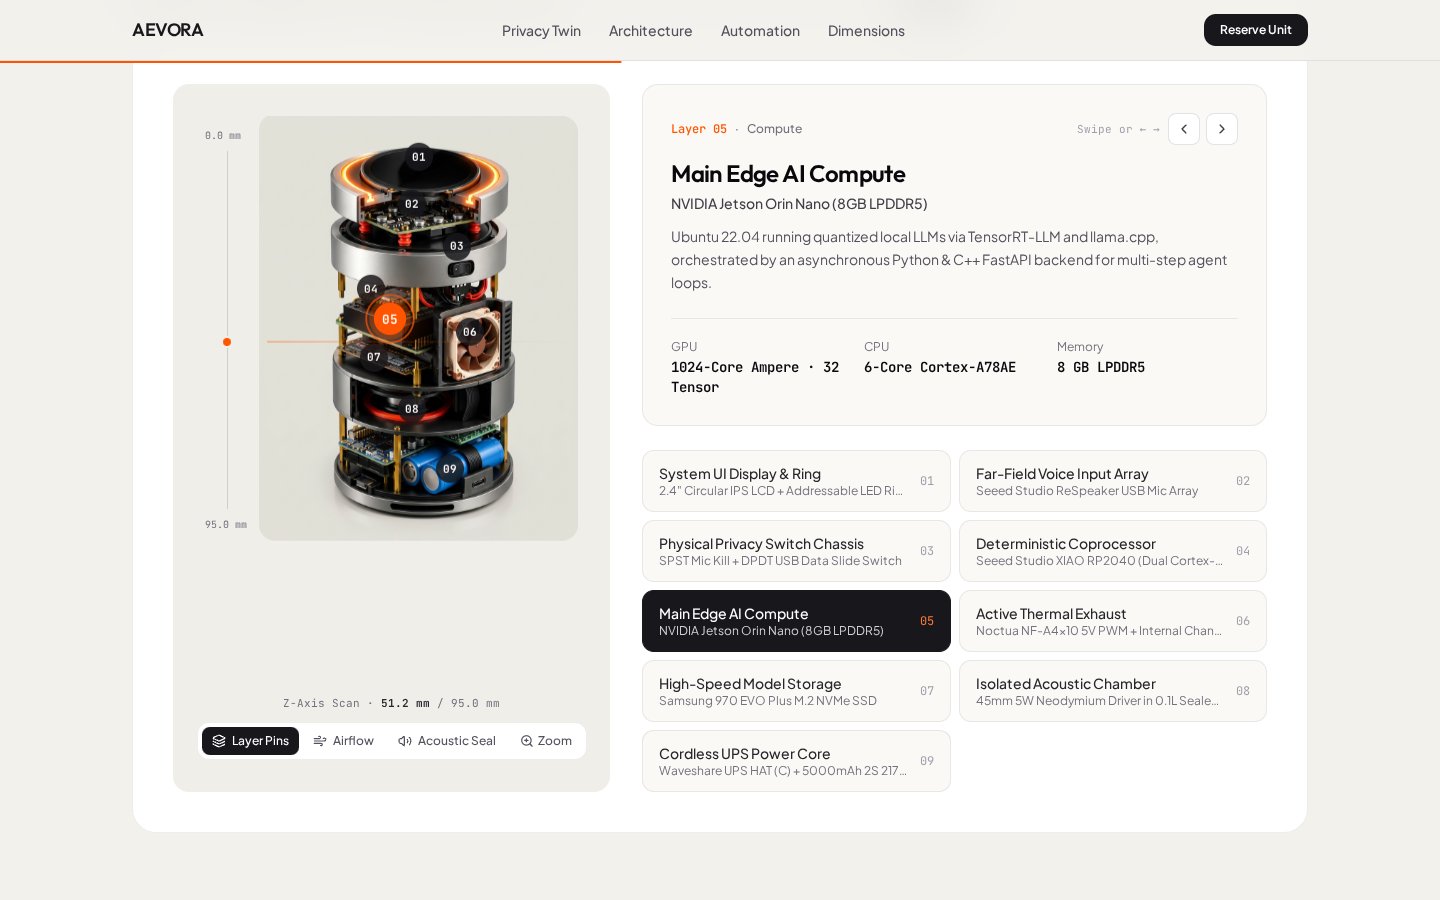 AEVORA
Privacy Twin
Architecture
Automation
Dimensions
Reserve Unit
0.0 mm
95.0 mm
01
02
03
04
05
06
07
08
09
Z-Axis Scan · 51.2 mm / 95.0 mm
Layer Pins
Airflow
Acoustic Seal
Zoom
Layer 05 · Compute
Swipe or ← →
Main Edge AI Compute
NVIDIA Jetson Orin Nano (8GB LPDDR5)
Ubuntu 22.04 running quantized local LLMs via TensorRT-LLM and llama.cpp,
orchestrated by an asynchronous Python & C++ FastAPI backend for multi-step agent
loops.
GPU
1024-Core Ampere · 32
Tensor
CPU
6-Core Cortex-A78AE
Memory
8 GB LPDDR5
System UI Display & Ring
2.4" Circular IPS LCD + Addressable LED Ri...
01
Far-Field Voice Input Array
Seeed Studio ReSpeaker USB Mic Array
02
Physical Privacy Switch Chassis
SPST Mic Kill + DPDT USB Data Slide Switch
03
Deterministic Coprocessor
Seeed Studio XIAO RP2040 (Dual Cortex-...
04
Main Edge AI Compute
NVIDIA Jetson Orin Nano (8GB LPDDR5)
05
Active Thermal Exhaust
Noctua NF-A4x10 5V PWM + Internal Chan...
06
High-Speed Model Storage
Samsung 970 EVO Plus M.2 NVMe SSD
07
Isolated Acoustic Chamber
45mm 5W Neodymium Driver in 0.1L Seale...
08
Cordless UPS Power Core
Waveshare UPS HAT (C) + 5000mAh 2S 217...
09